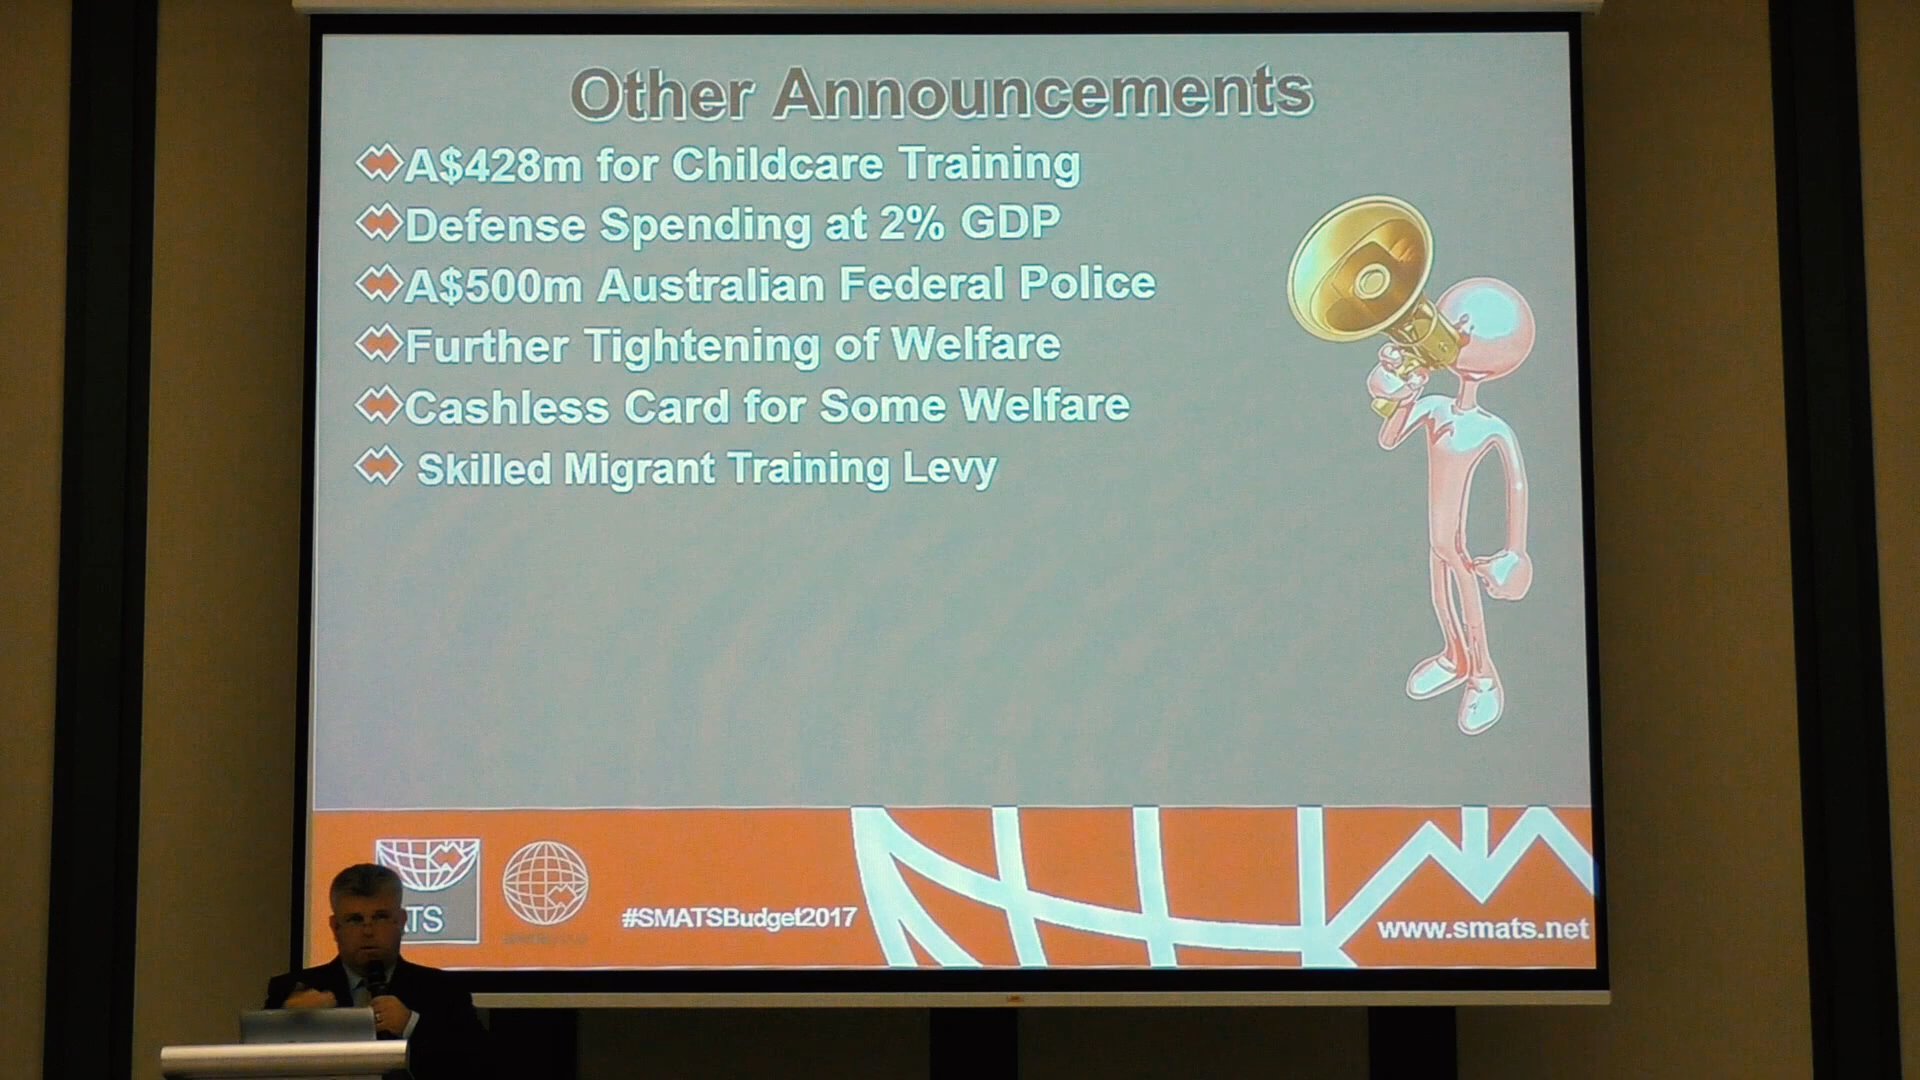 Other Announcements
A$428m for Childcare Training
Defense Spending at 2% GDP
A$500m Australian Federal Police
Further Tightening of Welfare
Cashless Card for Some Welfare
Skilled Migrant Training Levy
ATS
#SMATSBudget2017
www.smats.net